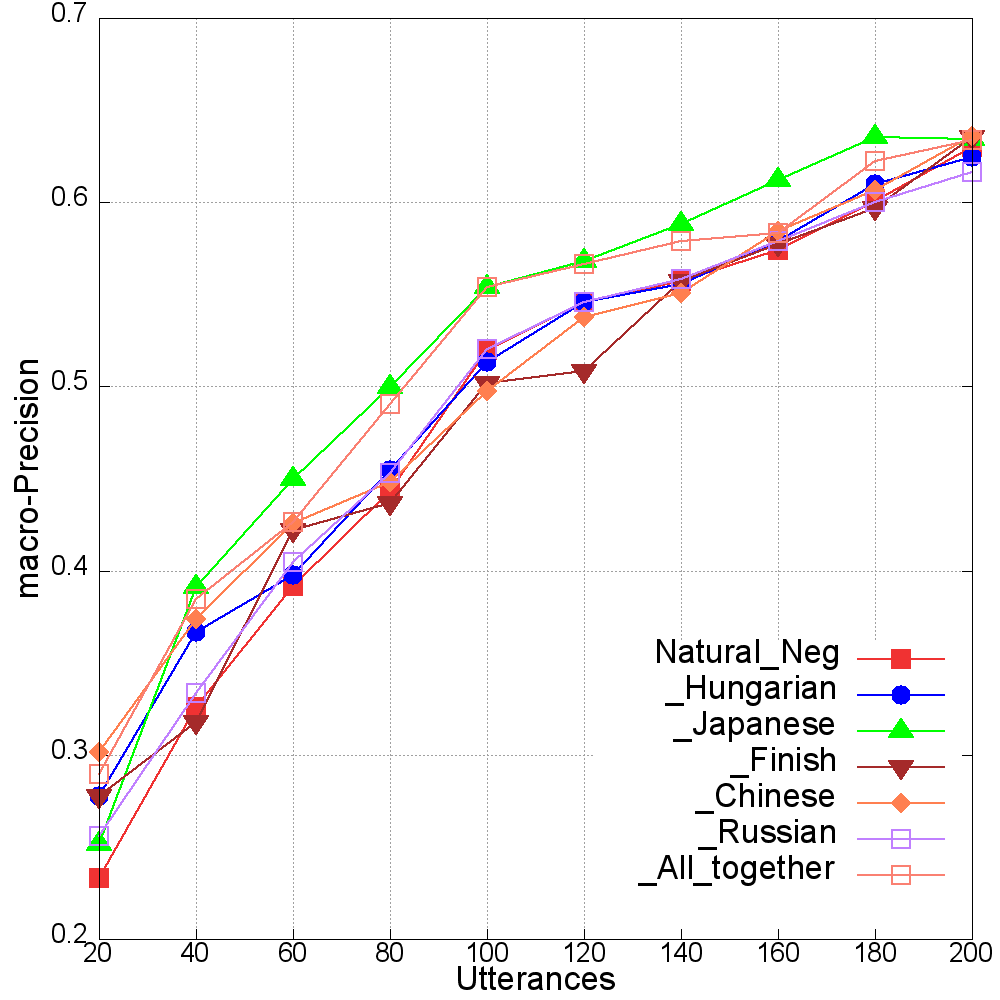 0.7
0.6
0.5
0.4
0.3
0.2
macro-Precision
Natural_Neg
_Hungarian
_Japanese
_Finish
_Chinese
_Russian
_All_together
20 40 60 80 100 120 140 160 180 200
Utterances